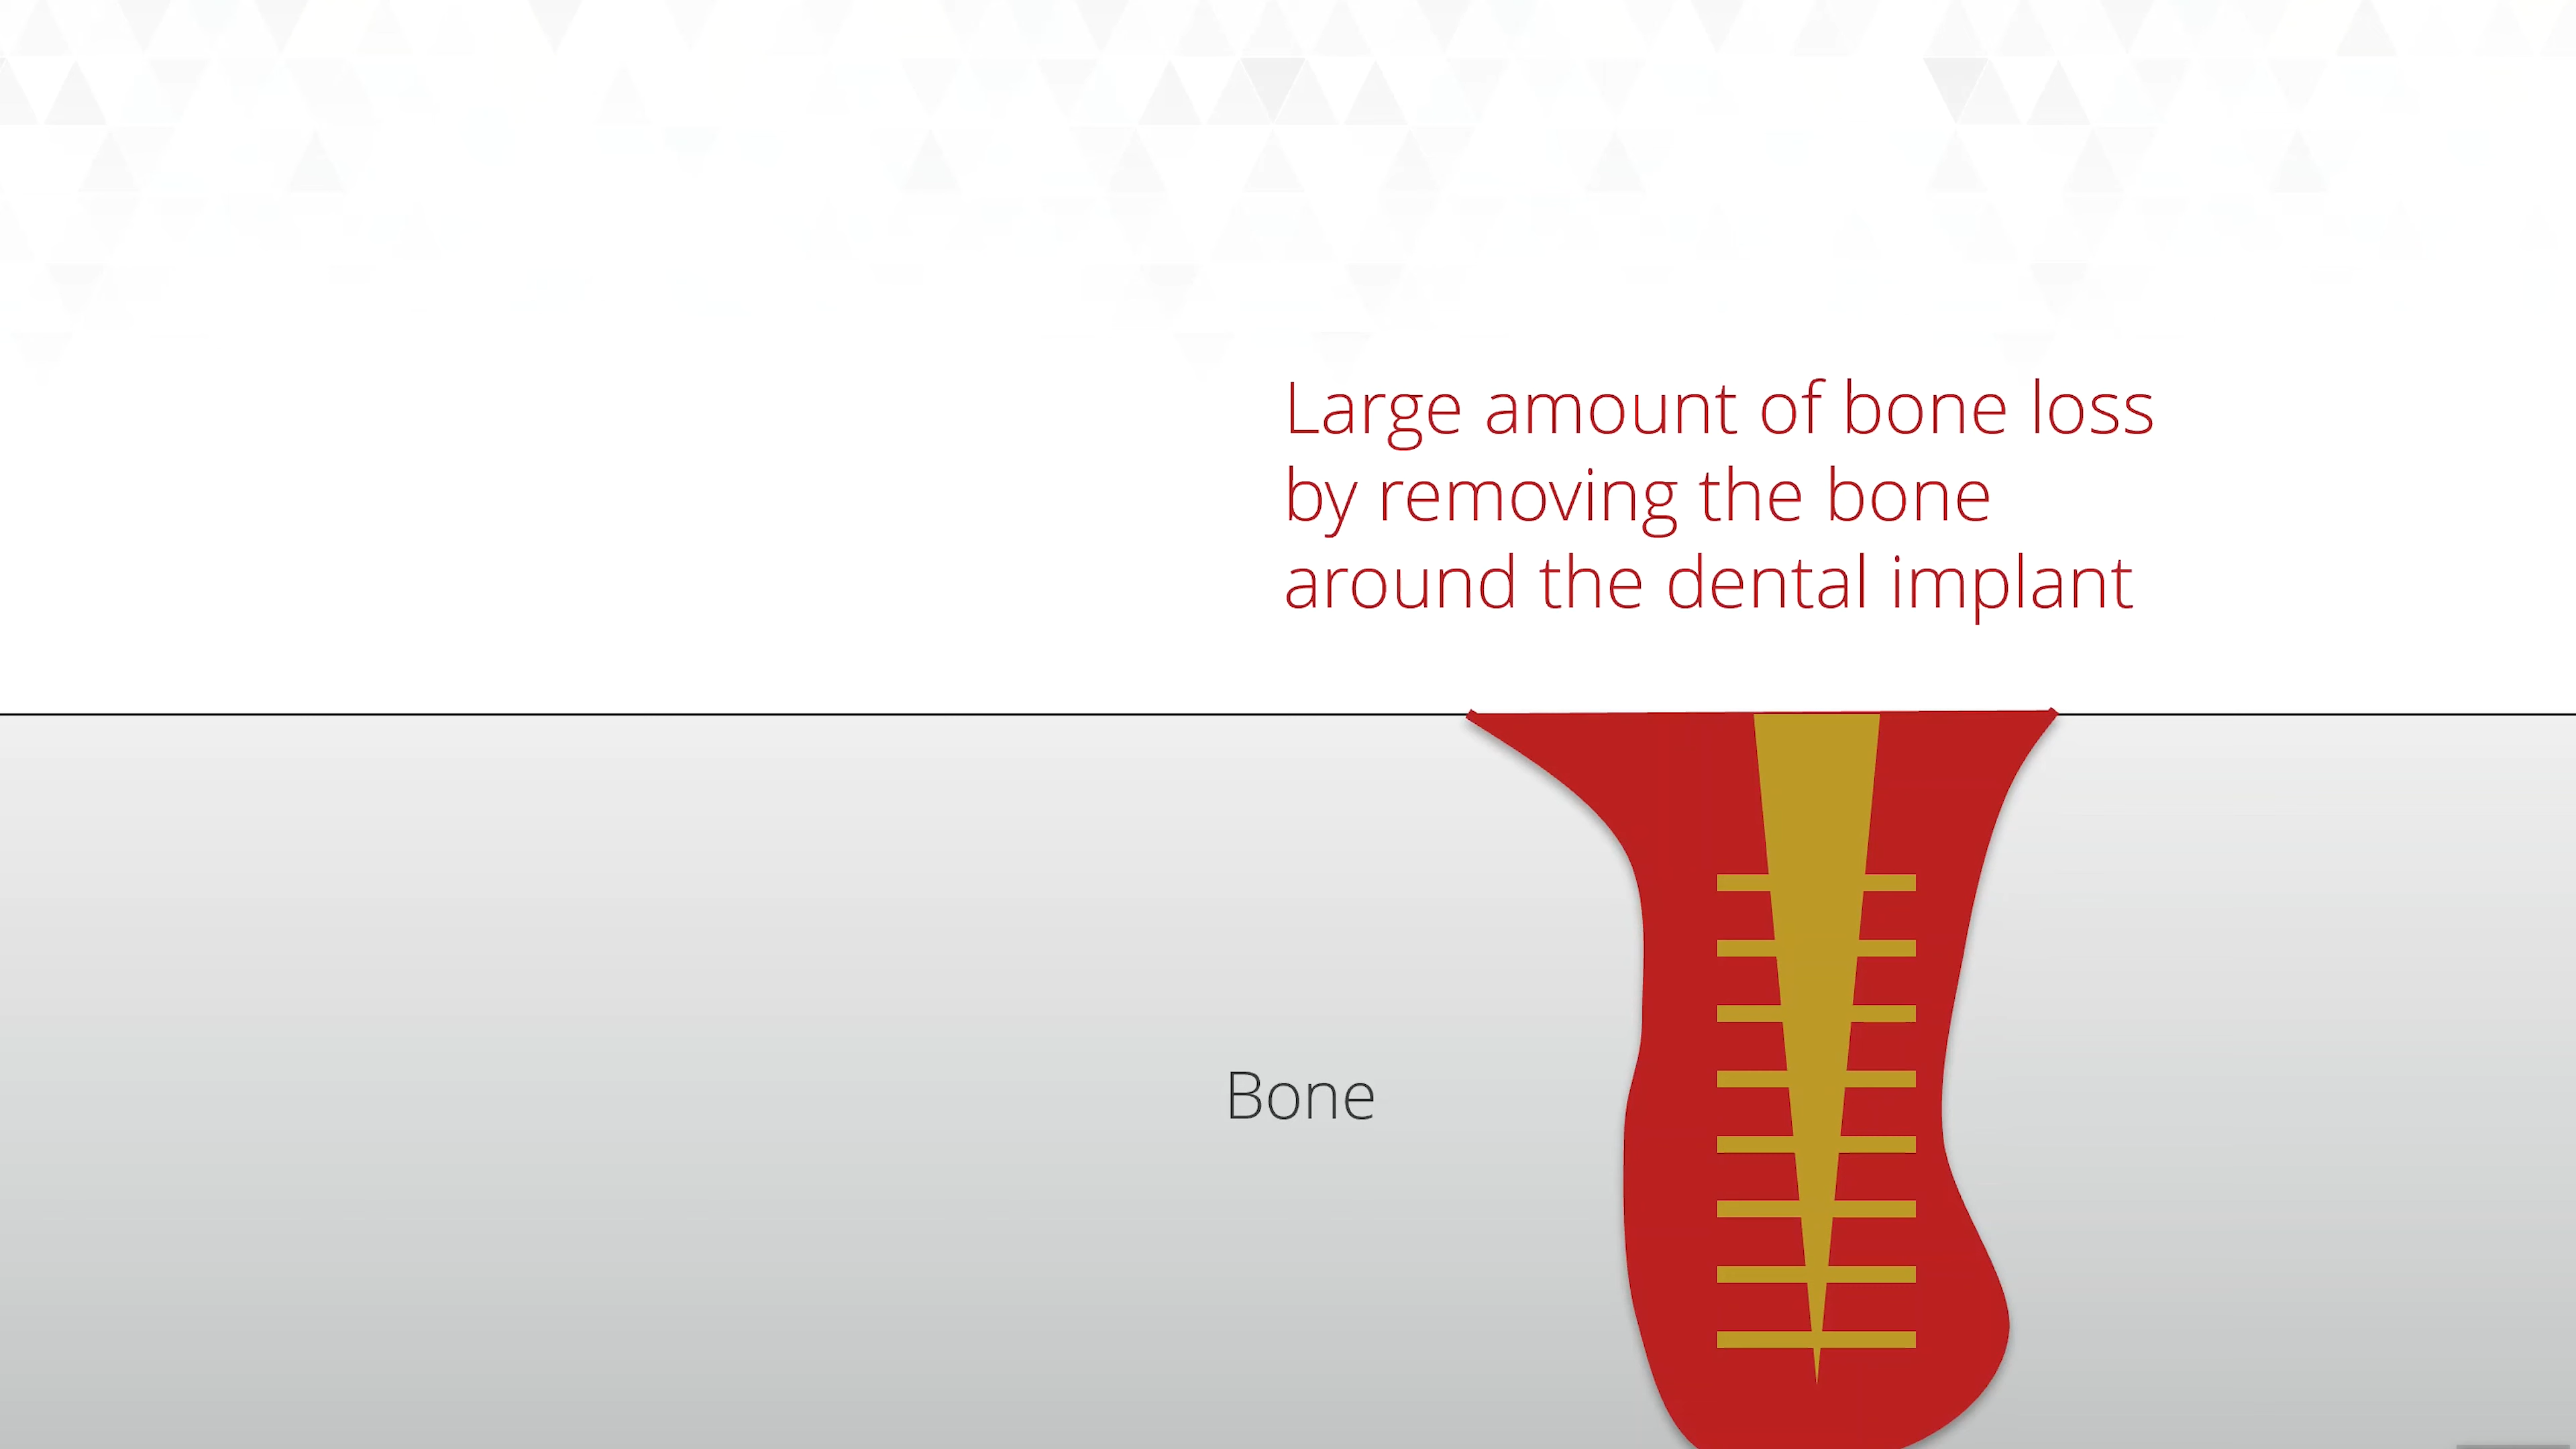 Large amount of bone loss
by removing the bone
around the dental implant
Bone